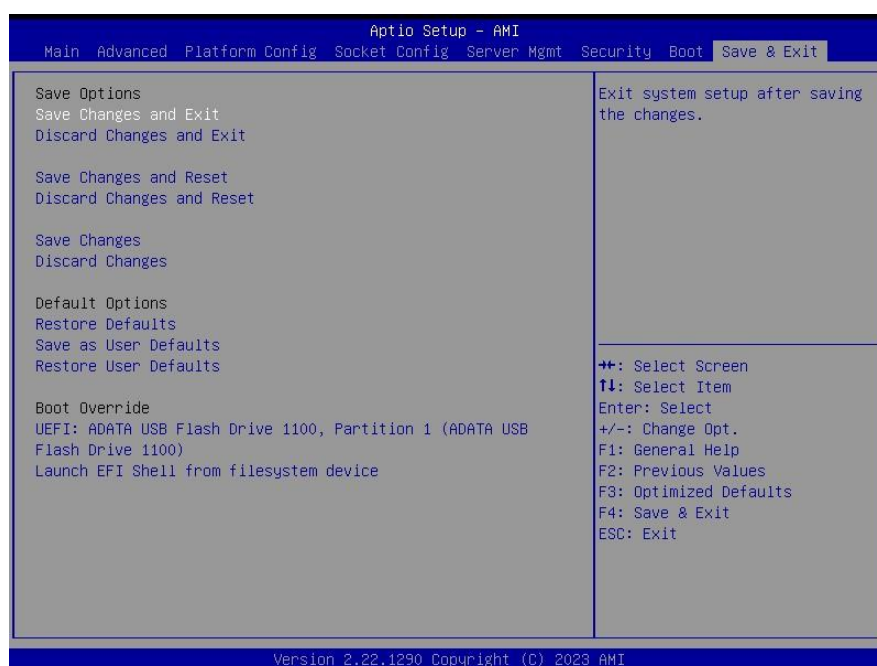 Aptio Setup - AMI
Main Advanced Platform Config Socket Config Server Mgmt Security Boot Save & Exit
Save Options
Save Changes and Exit
Discard Changes and Exit
Save Changes and Reset
Discard Changes and Reset
Save Changes
Discard Changes
Default Options
Restore Defaults
Save as User Defaults
Restore User Defaults
Boot Override
UEFI: ADATA USB Flash Drive 1100, Partition 1 (ADATA USB
Flash Drive 1100)
Launch EFI Shell from filesystem device
Exit system setup after saving
the changes.
→←: Select Screen
↑↓: Select Item
Enter: Select
+/-: Change Opt.
F1: General Help
F2: Previous Values
F3: Optimized Defaults
F4: Save & Exit
ESC: Exit
Version 2.22.1290 Copyright (C) 2023 AMI